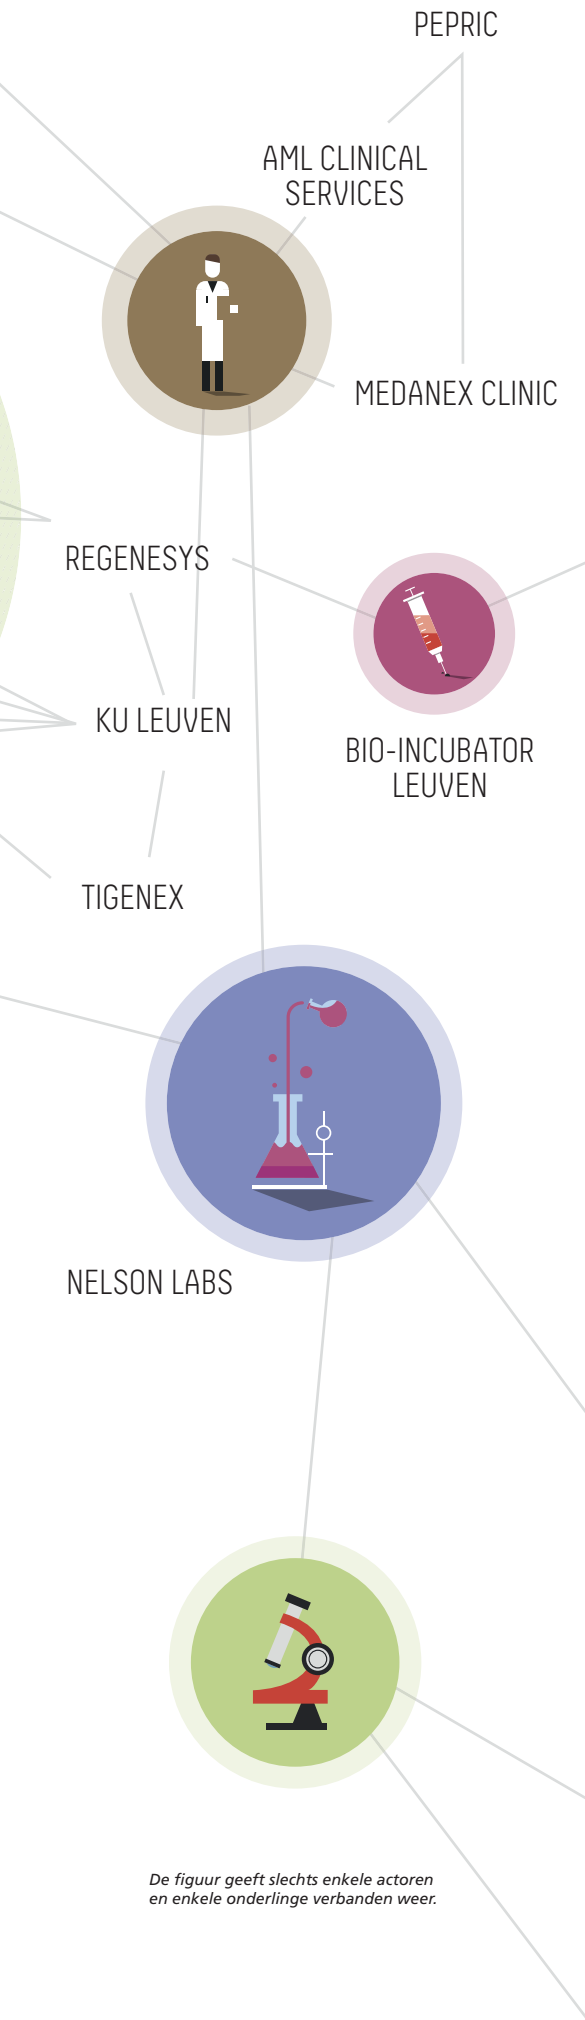 PEPRIC
AML CLINICAL
SERVICES
MEDANEX CLINIC
REGENESYS
KU LEUVEN
BIO-INCUBATOR
LEUVEN
TIGENEX
NELSON LABS
De figuur geeft slechts enkele actoren
en enkele onderlinge verbanden weer.